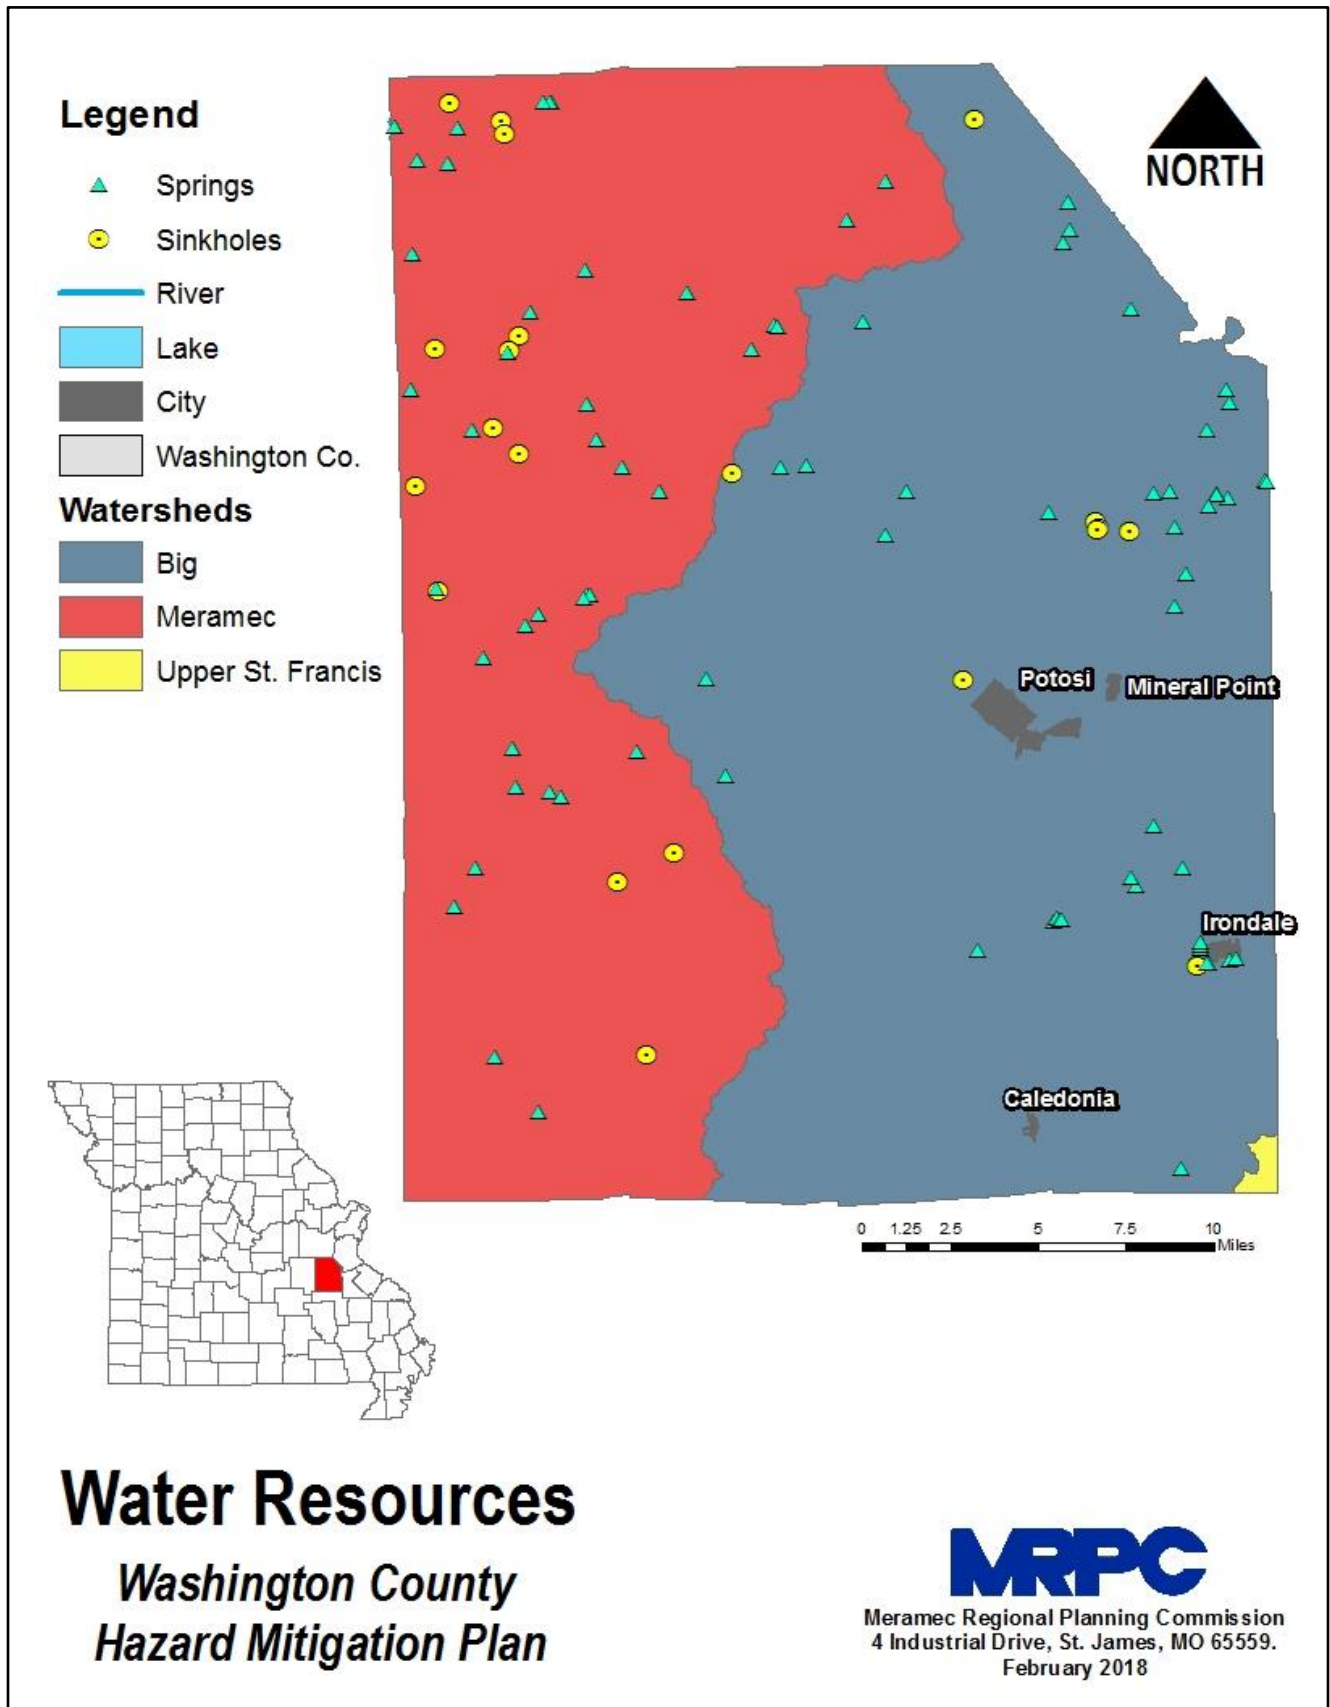 Legend
Springs
Sinkholes
River
Lake
City
Washington Co.
Watersheds
Big
Meramec
Upper St. Francis
NORTH
Potosi
Mineral Point
Irondale
Caledonia
0 1.25 2.5 5 7.5 10
Miles
Water Resources
Washington County
Hazard Mitigation Plan
MRPC
Meramec Regional Planning Commission
4 Industrial Drive, St. James, MO 65559.
February 2018